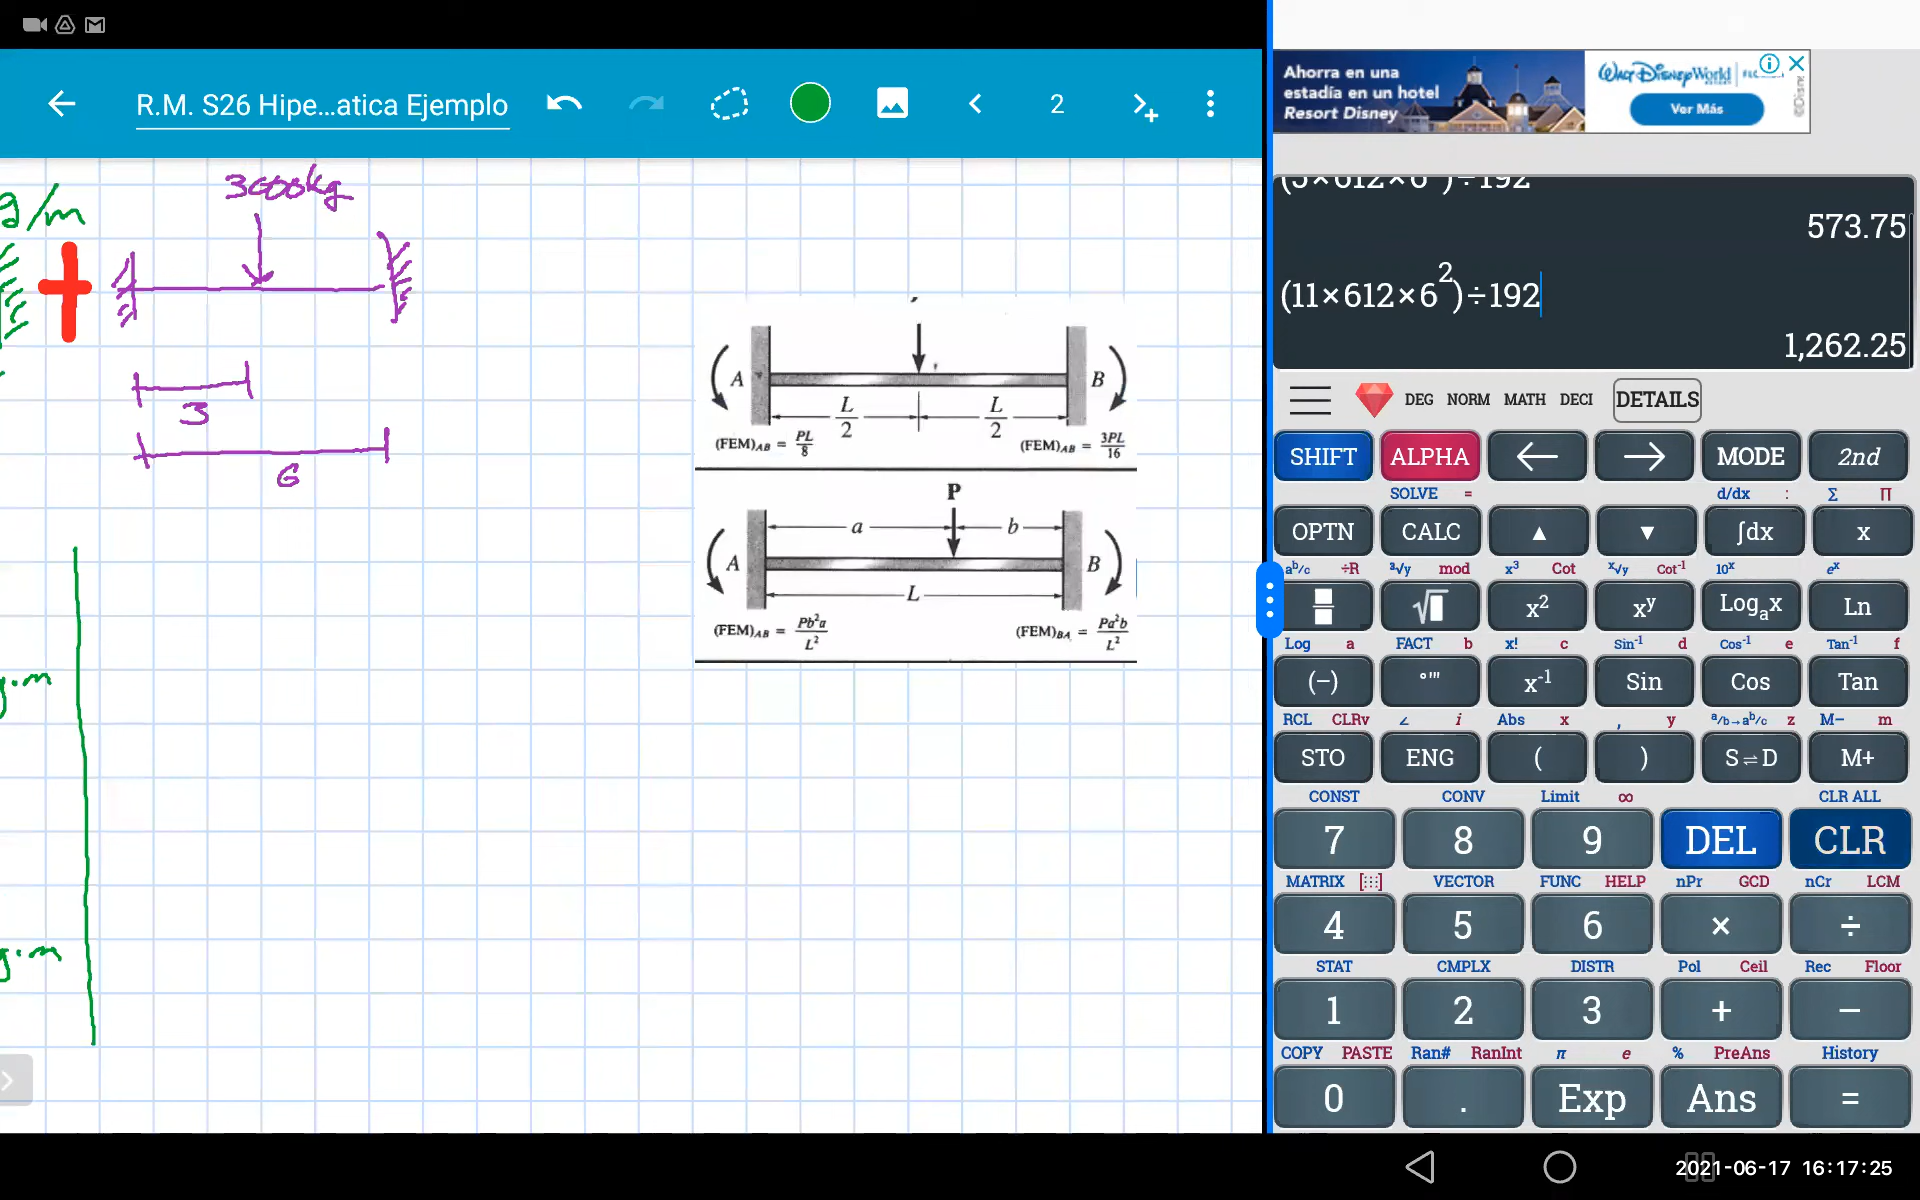 R.M. S26 Hipe...atica Ejemplo
2
g/m
3000kg
3
6
g.m
g.m
A
B
L/2
L/2
(FEM)AB = PL/8
(FEM)AB = 3PL/16
P
a
b
A
B
L
(FEM)AB = Pb²a/L²
(FEM)BA = Pa²b/L²
Ahorra en una
estadía en un hotel
Resort Disney
Walt Disney World
Ver Más
©Disney
573.75
(11×612×6²)÷192
1,262.25
DEG NORM MATH DECI DETAILS
SHIFT ALPHA ← → MODE 2nd
SOLVE = d/dx : Σ Π
OPTN CALC ▲ ▼ ∫dx x
a b/c ÷R ³√y mod x³ Cot ˣ√y Cot⁻¹ 10ˣ eˣ
√ x² xʸ Logₐx Ln
Log a FACT b x! c Sin⁻¹ d Cos⁻¹ e Tan⁻¹ f
(−) °'" x⁻¹ Sin Cos Tan
RCL CLRv ∠ i Abs x , y a/b→a b/c z M− m
STO ENG ( ) S⇌D M+
CONST CONV Limit ∞ CLR ALL
7 8 9 DEL CLR
MATRIX [:::] VECTOR FUNC HELP nPr GCD nCr LCM
4 5 6 × ÷
STAT CMPLX DISTR Pol Ceil Rec Floor
1 2 3 + −
COPY PASTE Ran# RanInt π e % PreAns History
0 . Exp Ans =
2021-06-17 16:17:25